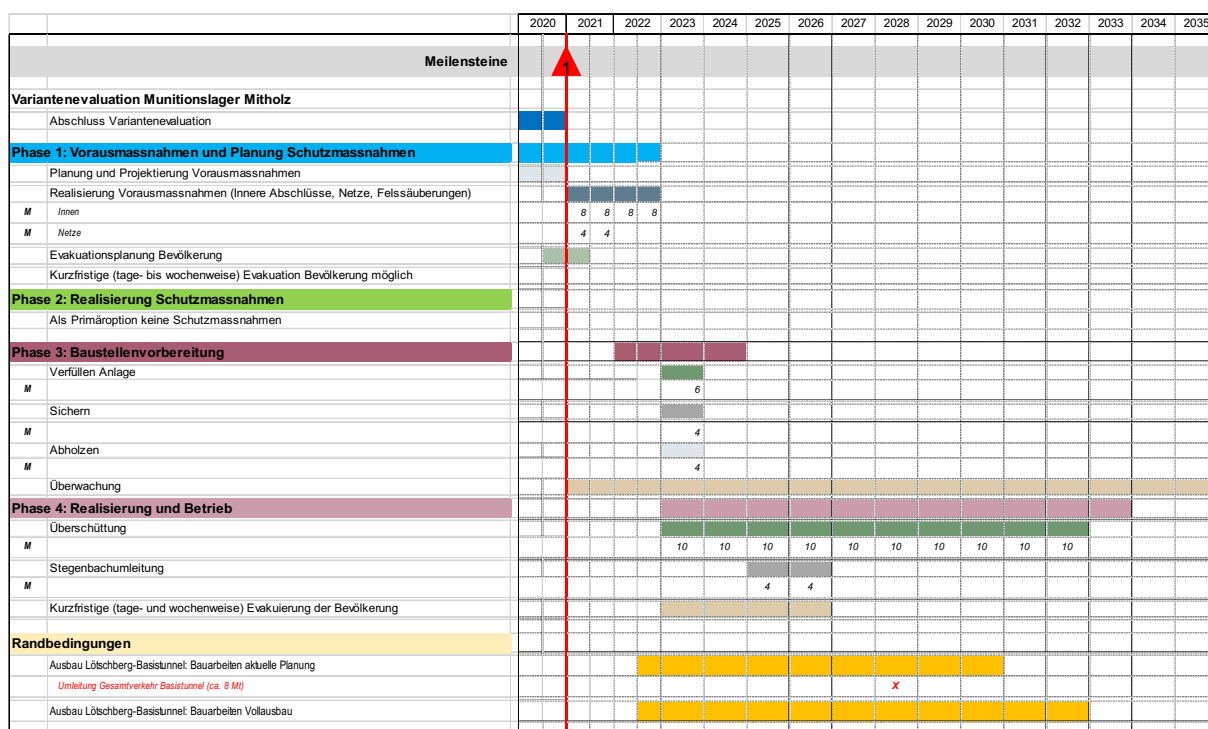 2020 2021 2022 2023 2024 2025 2026 2027 2028 2029 2030 2031 2032 2033 2034 2035
Meilensteine 1
Variantenevaluation Munitionslager Mitholz
Abschluss Variantenevaluation
Phase 1: Vorausmassnahmen und Planung Schutzmassnahmen
Planung und Projektierung Vorausmassnahmen
Realisierung Vorausmassnahmen (Innere Abschlüsse, Netze, Felssäuberungen)
M Innen 8 8 8 8
M Netze 4 4
Evakuationsplanung Bevölkerung
Kurzfristige (tage- bis wochenweise) Evakuation Bevölkerung möglich
Phase 2: Realisierung Schutzmassnahmen
Als Primäroption keine Schutzmassnahmen
Phase 3: Baustellenvorbereitung
Verfüllen Anlage
M 6
Sichern
M 4
Abholzen
M 4
Überwachung
Phase 4: Realisierung und Betrieb
Überschüttung
M 10 10 10 10 10 10 10 10 10 10
Stegenbachumleitung
M 4 4
Kurzfristige (tage- und wochenweise) Evakuierung der Bevölkerung
Randbedingungen
Ausbau Lötschberg-Basistunnel: Bauarbeiten aktuelle Planung
Umleitung Gesamtverkehr Basistunnel (ca. 8 Mt) X
Ausbau Lötschberg-Basistunnel: Bauarbeiten Vollausbau